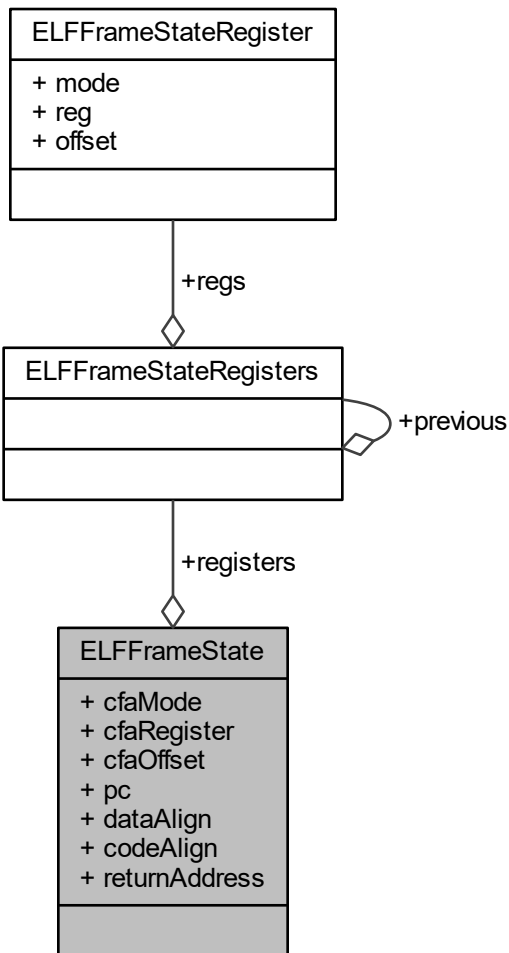 ELFFrameStateRegister
+ mode
+ reg
+ offset
+regs
ELFFrameStateRegisters
+previous
+registers
ELFFrameState
+ cfaMode
+ cfaRegister
+ cfaOffset
+ pc
+ dataAlign
+ codeAlign
+ returnAddress